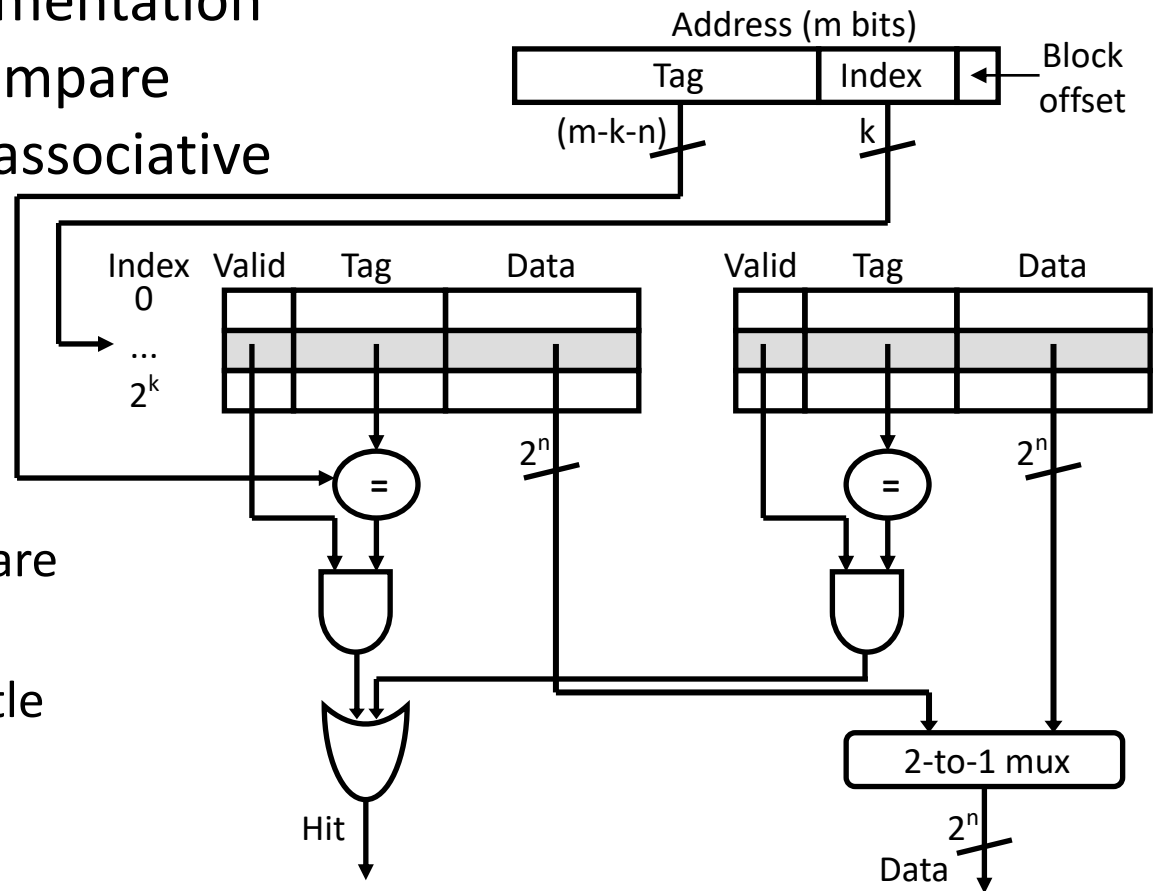 mentation
mpare
associative
are
tle
Address (m bits)
Tag Index Block offset
(m-k-n) k
Index Valid Tag Data Valid Tag Data
0
...
2^k
2^n 2^n
= =
2-to-1 mux
Hit
2^n
Data